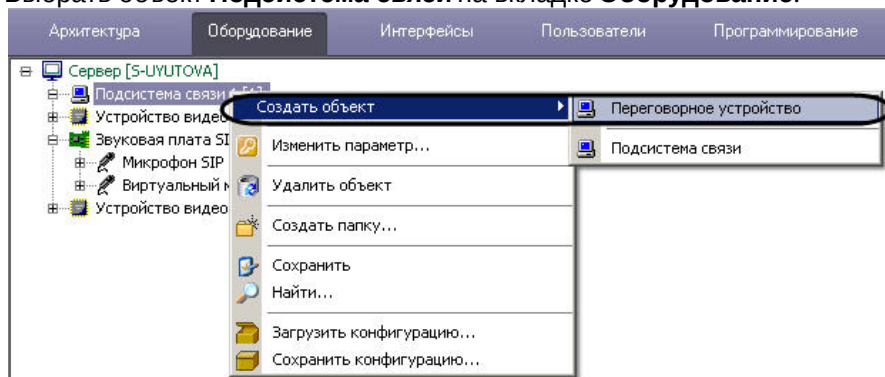 Выбрать объект Подсистема связи на вкладке Оборудование.
Архитектура Оборудование Интерфейсы Пользователи Программирование
Сервер [S-UYUTOVA]
Подсистема связи
Создать объект
Переговорное устройство
Устройство видео
Звуковая плата SI
Изменить параметр...
Подсистема связи
Микрофон SIP
Виртуальный
Удалить объект
Устройство видео
Создать папку...
Сохранить
Найти...
Загрузить конфигурацию...
Сохранить конфигурацию...